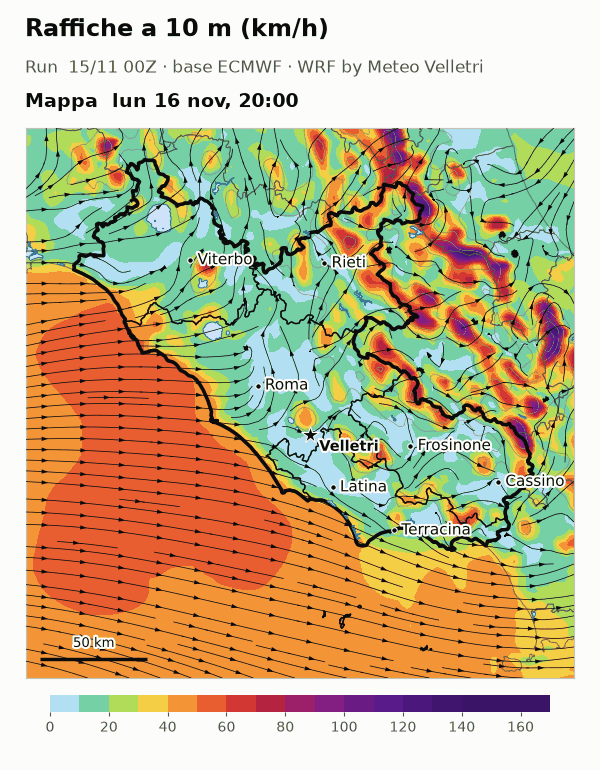 Raffiche a 10 m (km/h)
Run  15/11 00Z · base ECMWF · WRF by Meteo Velletri
Mappa  lun 16 nov, 20:00
Viterbo
Rieti
Roma
Velletri
Frosinone
Latina
Cassino
Terracina
50 km
0 20 40 60 80 100 120 140 160